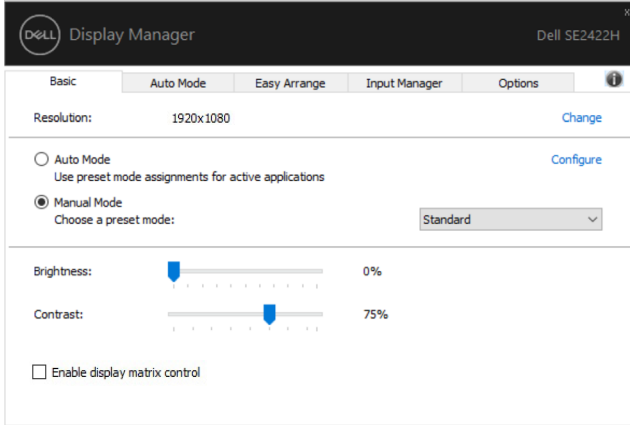 x
DELL Display Manager Dell SE2422H
Basic Auto Mode Easy Arrange Input Manager Options i
Resolution: 1920x1080 Change
Auto Mode Configure
Use preset mode assignments for active applications
Manual Mode
Choose a preset mode: Standard
Brightness: 0%
Contrast: 75%
Enable display matrix control